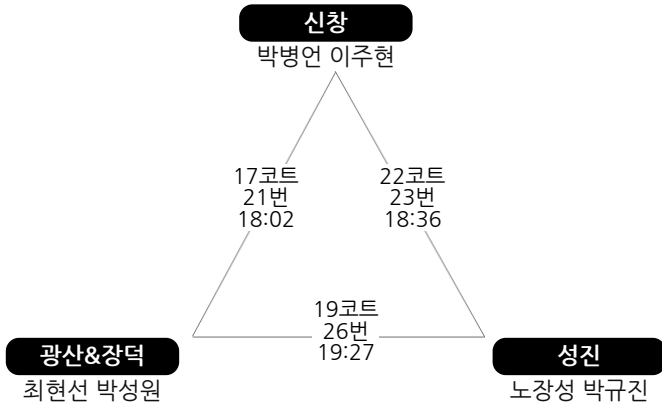 신창
박병언 이주현
17코트
21번
18:02
22코트
23번
18:36
19코트
26번
19:27
광산&장덕
최현선 박성원
성진
노장성 박규진